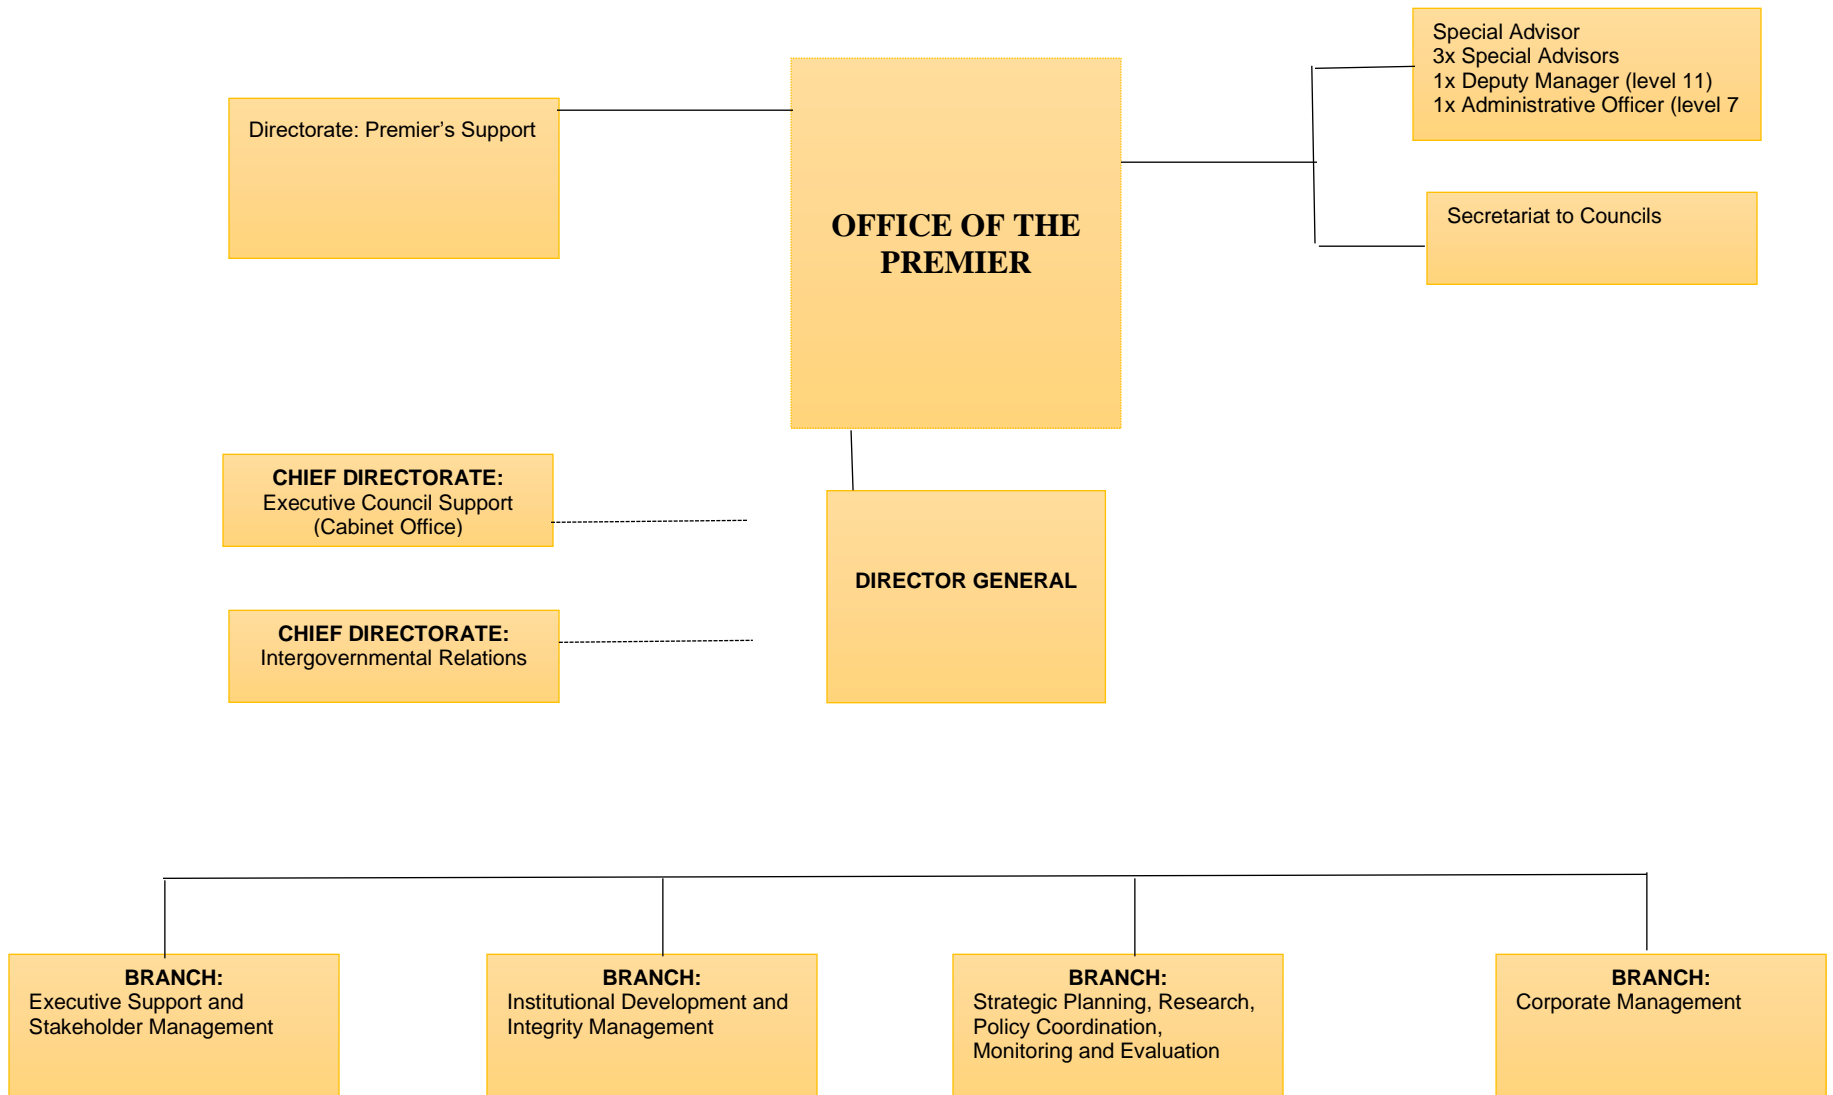 Special Advisor
3x Special Advisors
1x Deputy Manager (level 11)
1x Administrative Officer (level 7
Directorate: Premier’s Support
OFFICE OF THE
PREMIER
Secretariat to Councils
CHIEF DIRECTORATE:
Executive Council Support
(Cabinet Office)
DIRECTOR GENERAL
CHIEF DIRECTORATE:
Intergovernmental Relations
BRANCH:
Executive Support and
Stakeholder Management
BRANCH:
Institutional Development and
Integrity Management
BRANCH:
Strategic Planning, Research,
Policy Coordination,
Monitoring and Evaluation
BRANCH:
Corporate Management